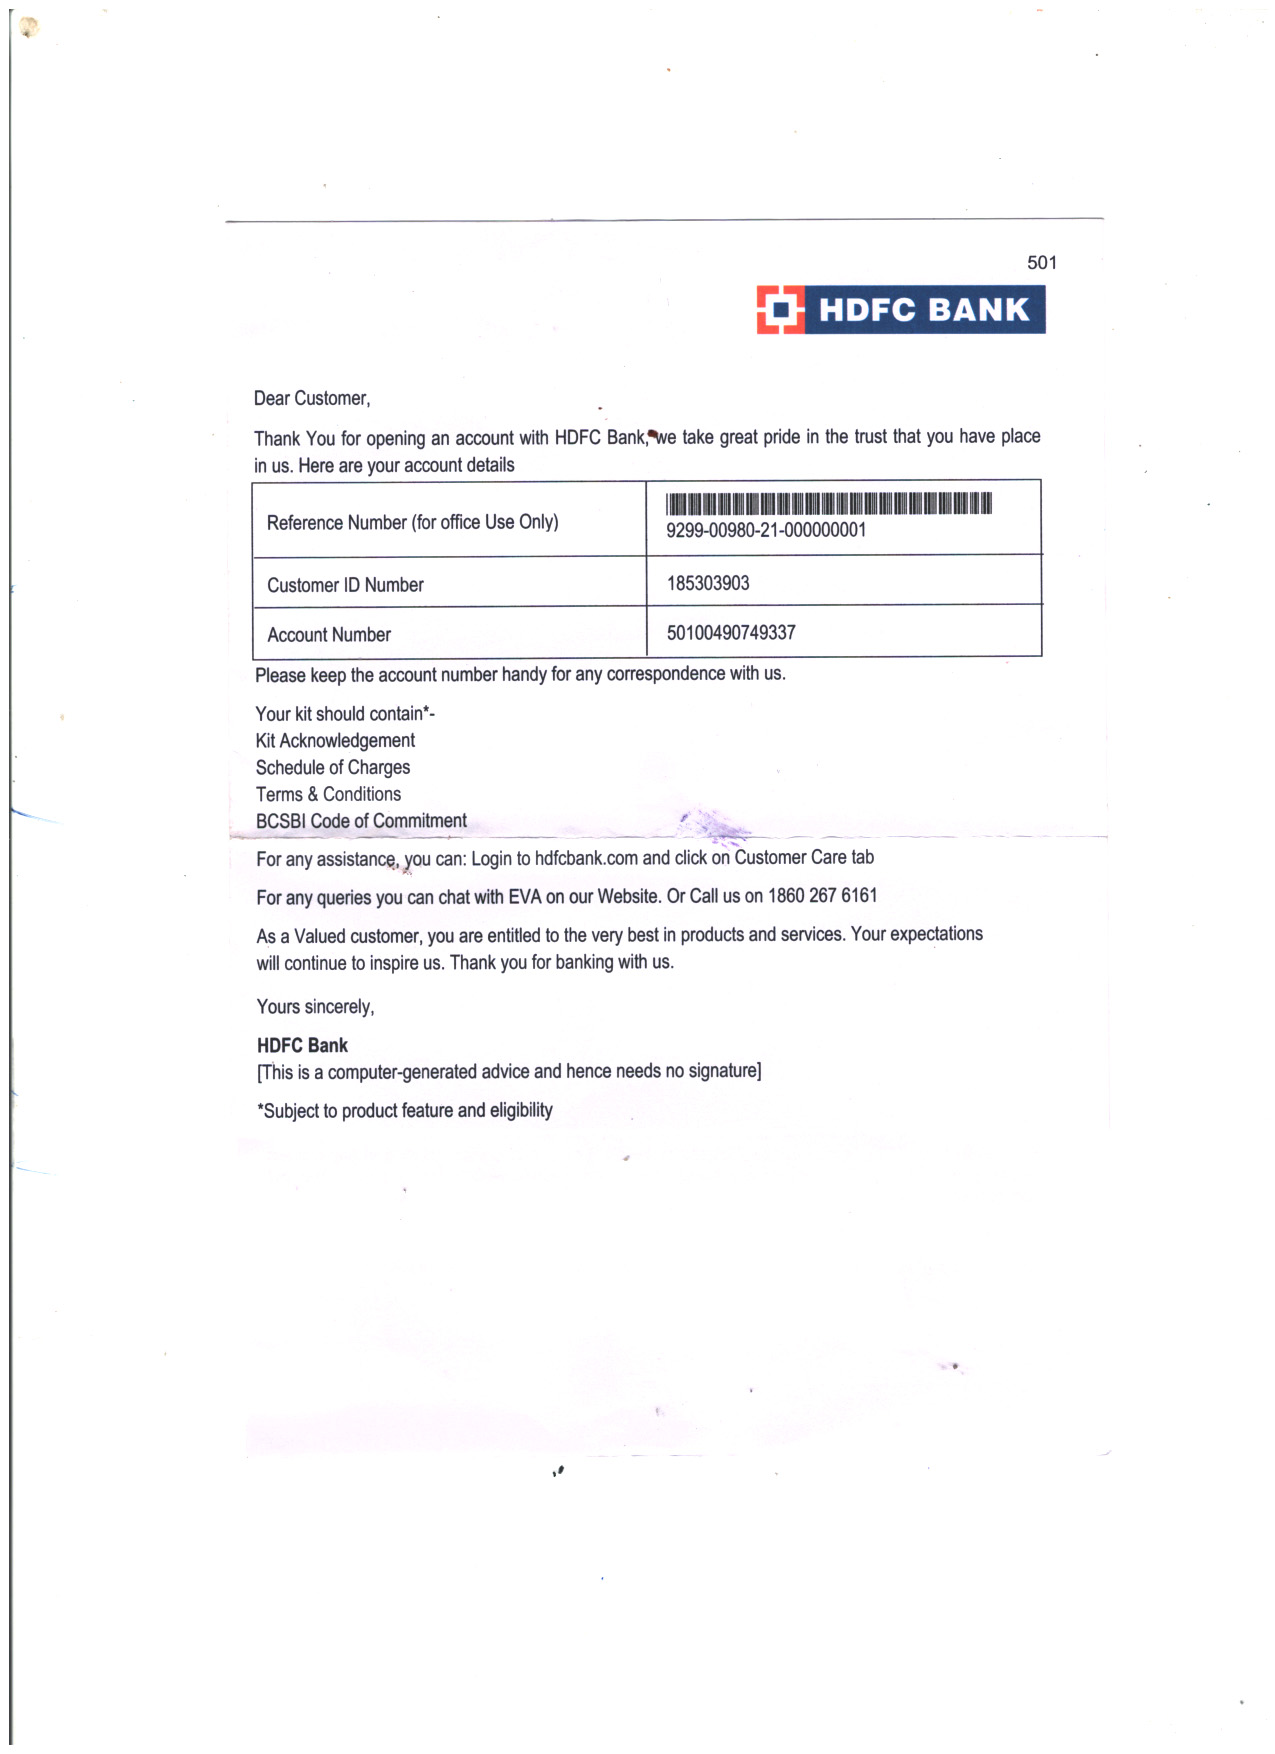 501
HDFC BANK
Dear Customer,
Thank You for opening an account with HDFC Bank, we take great pride in the trust that you have place
in us. Here are your account details
Reference Number (for office Use Only)
9299-00980-21-000000001
Customer ID Number 185303903
Account Number 50100490749337
Please keep the account number handy for any correspondence with us.
Your kit should contain*-
Kit Acknowledgement
Schedule of Charges
Terms & Conditions
BCSBI Code of Commitment
For any assistance, you can: Login to hdfcbank.com and click on Customer Care tab
For any queries you can chat with EVA on our Website. Or Call us on 1860 267 6161
As a Valued customer, you are entitled to the very best in products and services. Your expectations
will continue to inspire us. Thank you for banking with us.
Yours sincerely,
HDFC Bank
[This is a computer-generated advice and hence needs no signature]
*Subject to product feature and eligibility